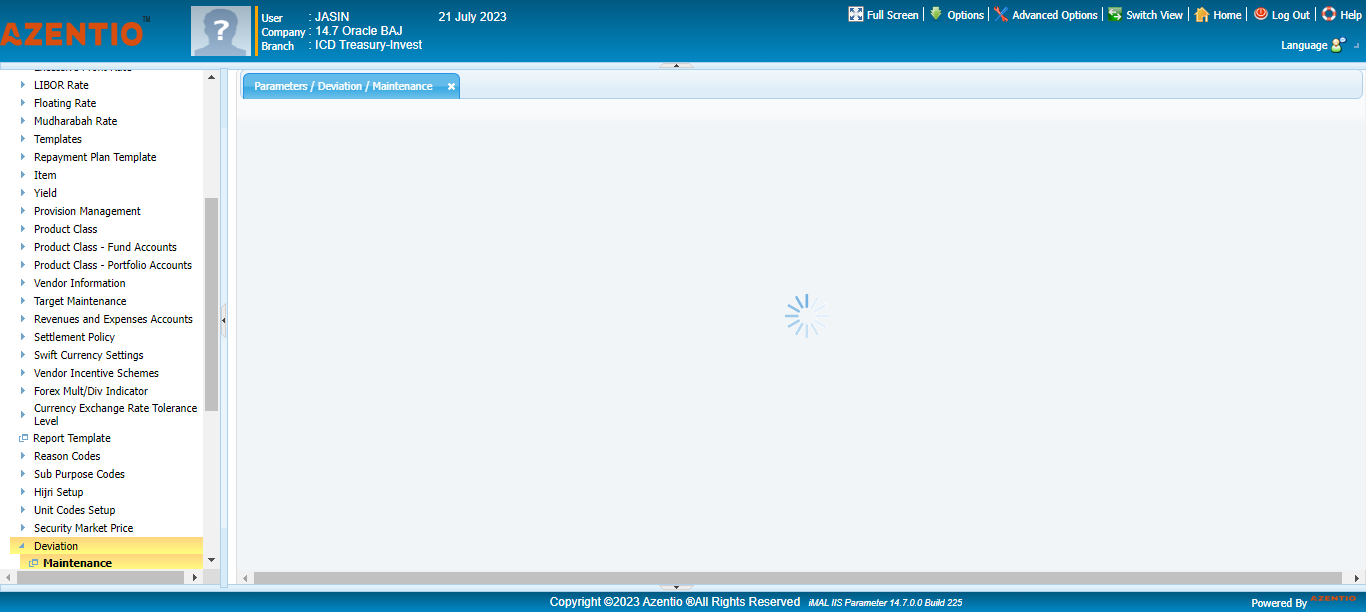 AZENTIO TM
?
User : JASIN 21 July 2023
Company : 14.7 Oracle BAJ
Branch : ICD Treasury-Invest
Full Screen Options Advanced Options Switch View Home Log Out Help
Language
LIBOR Rate
Floating Rate
Mudharabah Rate
Templates
Repayment Plan Template
Item
Yield
Provision Management
Product Class
Product Class - Fund Accounts
Product Class - Portfolio Accounts
Vendor Information
Target Maintenance
Revenues and Expenses Accounts
Settlement Policy
Swift Currency Settings
Vendor Incentive Schemes
Forex Mult/Div Indicator
Currency Exchange Rate Tolerance
Level
Report Template
Reason Codes
Sub Purpose Codes
Hijri Setup
Unit Codes Setup
Security Market Price
Deviation
Maintenance
Parameters / Deviation / Maintenance
Copyright ©2023 Azentio ®All Rights Reserved iMAL IIS Parameter 14.7.0.0 Build 225
Powered By AZENTIO